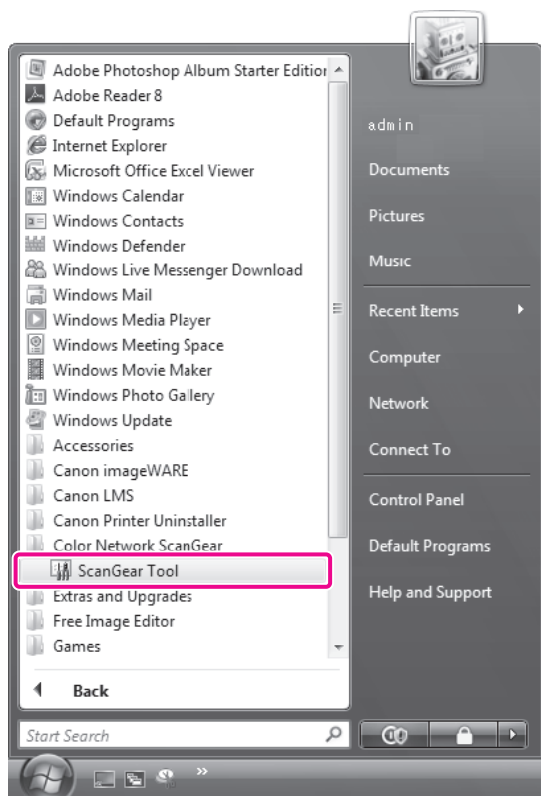 Adobe Photoshop Album Starter Edition
Adobe Reader 8
Default Programs
Internet Explorer
Microsoft Office Excel Viewer
Windows Calendar
Windows Contacts
Windows Defender
Windows Live Messenger Download
Windows Mail
Windows Media Player
Windows Meeting Space
Windows Movie Maker
Windows Photo Gallery
Windows Update
Accessories
Canon imageWARE
Canon LMS
Canon Printer Uninstaller
Color Network ScanGear
ScanGear Tool
Extras and Upgrades
Free Image Editor
Games
Back
Start Search
admin
Documents
Pictures
Music
Recent Items
Computer
Network
Connect To
Control Panel
Default Programs
Help and Support